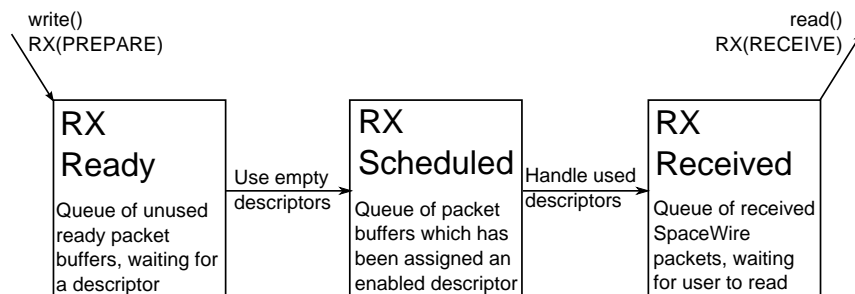 write()
RX(PREPARE)
read()
RX(RECEIVE)
RX
Ready
Queue of unused
ready packet
buffers, waiting for
a descriptor
Use empty
descriptors
RX
Scheduled
Queue of packet
buffers which has
been assigned an
enabled descriptor
Handle used
descriptors
RX
Received
Queue of received
SpaceWire
packets, waiting
for user to read